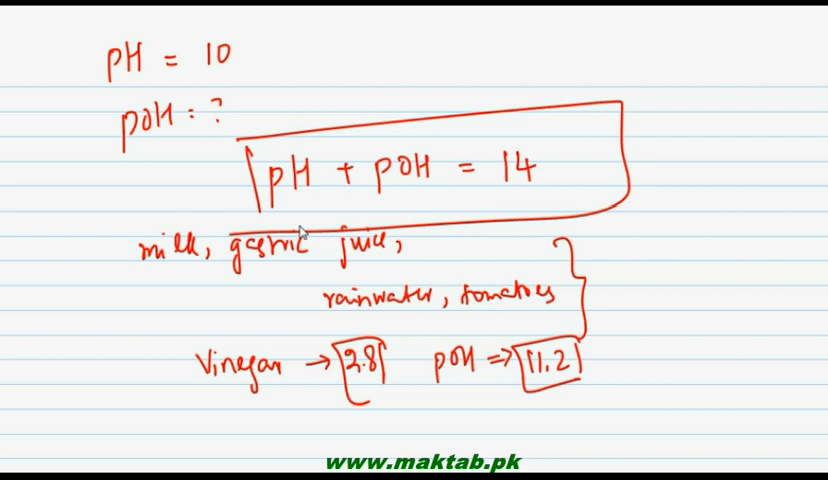 pH = 10
pOH = ?
pH + pOH = 14
milk, gastric juice,
rainwater, tomatoes
Vinegar → 2.8 pOH ⇒ 11.2
www.maktab.pk